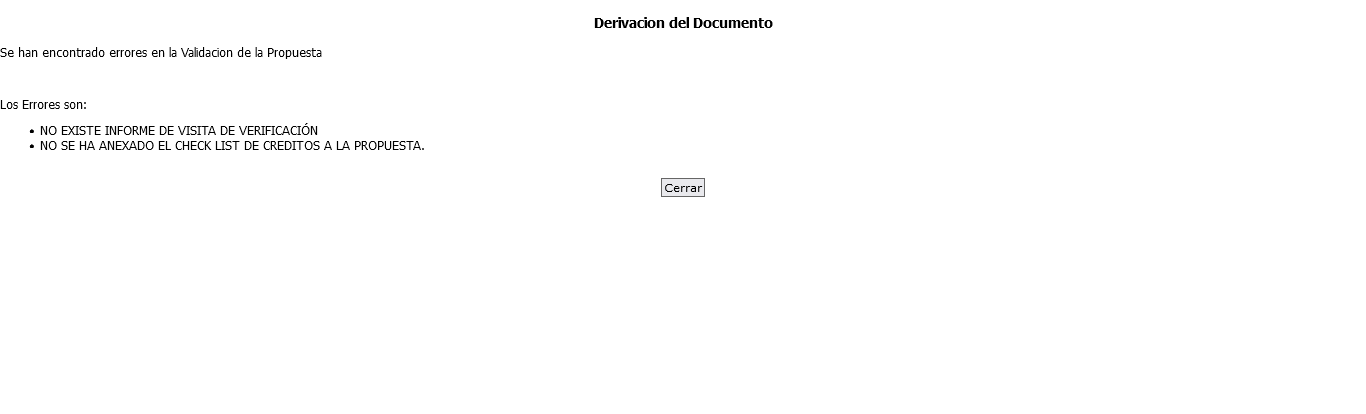 Derivacion del Documento
Se han encontrado errores en la Validacion de la Propuesta
Los Errores son:
• NO EXISTE INFORME DE VISITA DE VERIFICACIÓN
• NO SE HA ANEXADO EL CHECK LIST DE CREDITOS A LA PROPUESTA.
Cerrar